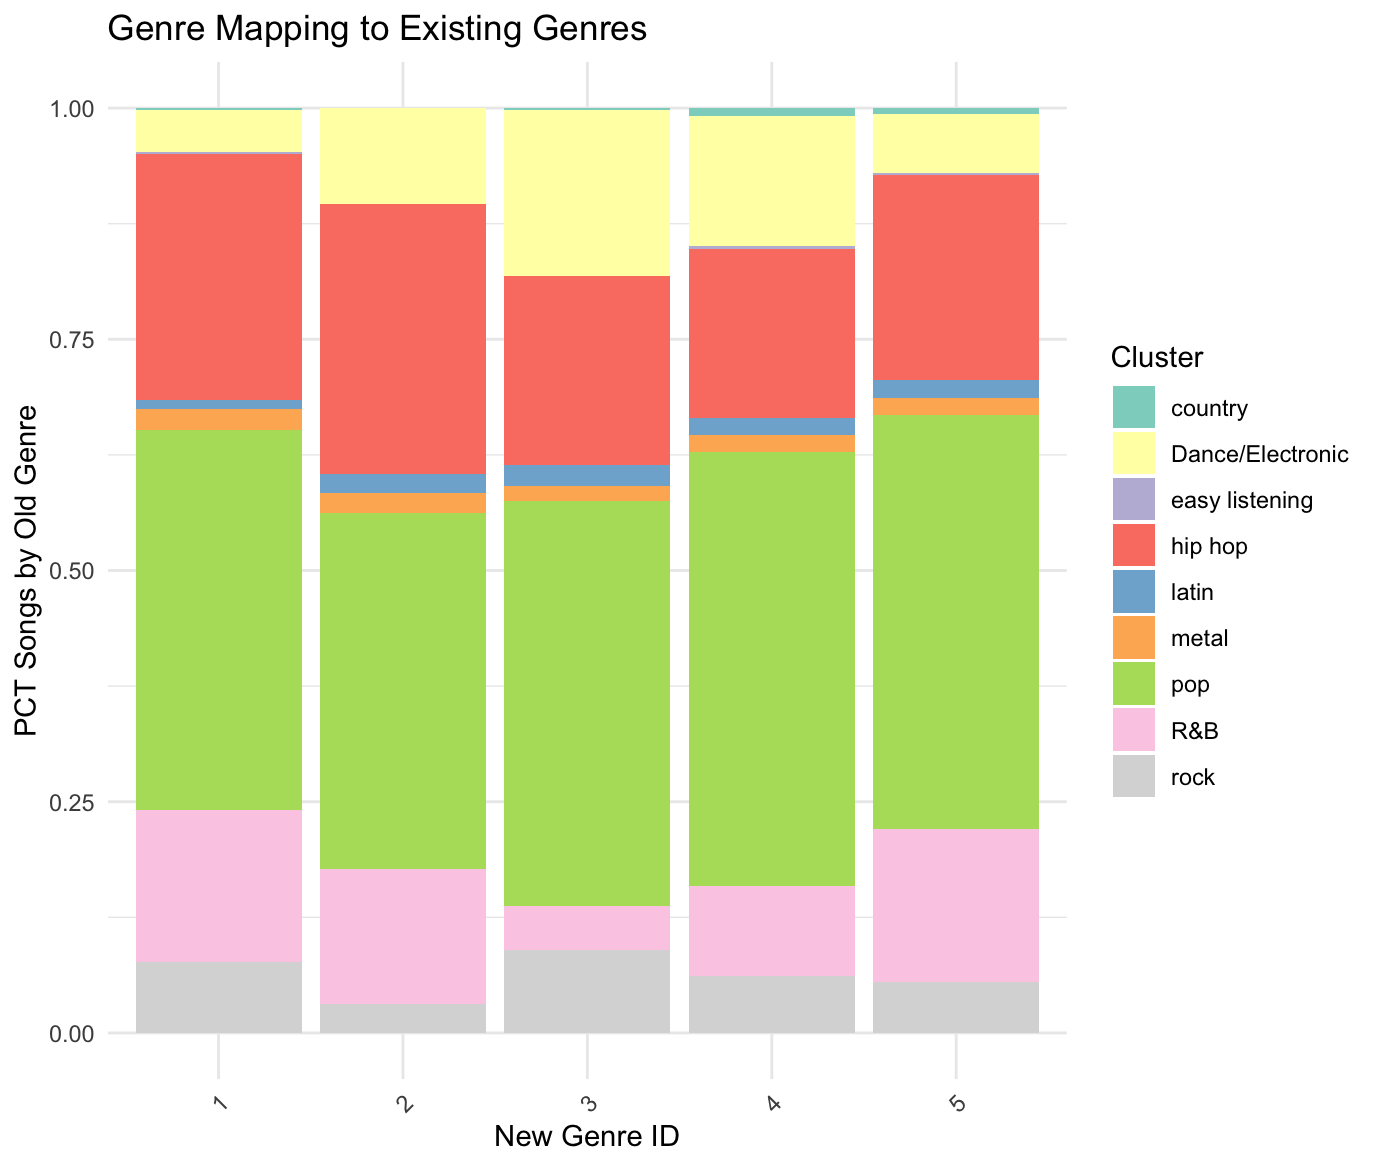 Genre Mapping to Existing Genres
1.00
0.75
0.50
0.25
0.00
PCT Songs by Old Genre
1
2
3
4
5
New Genre ID
Cluster
country
Dance/Electronic
easy listening
hip hop
latin
metal
pop
R&B
rock